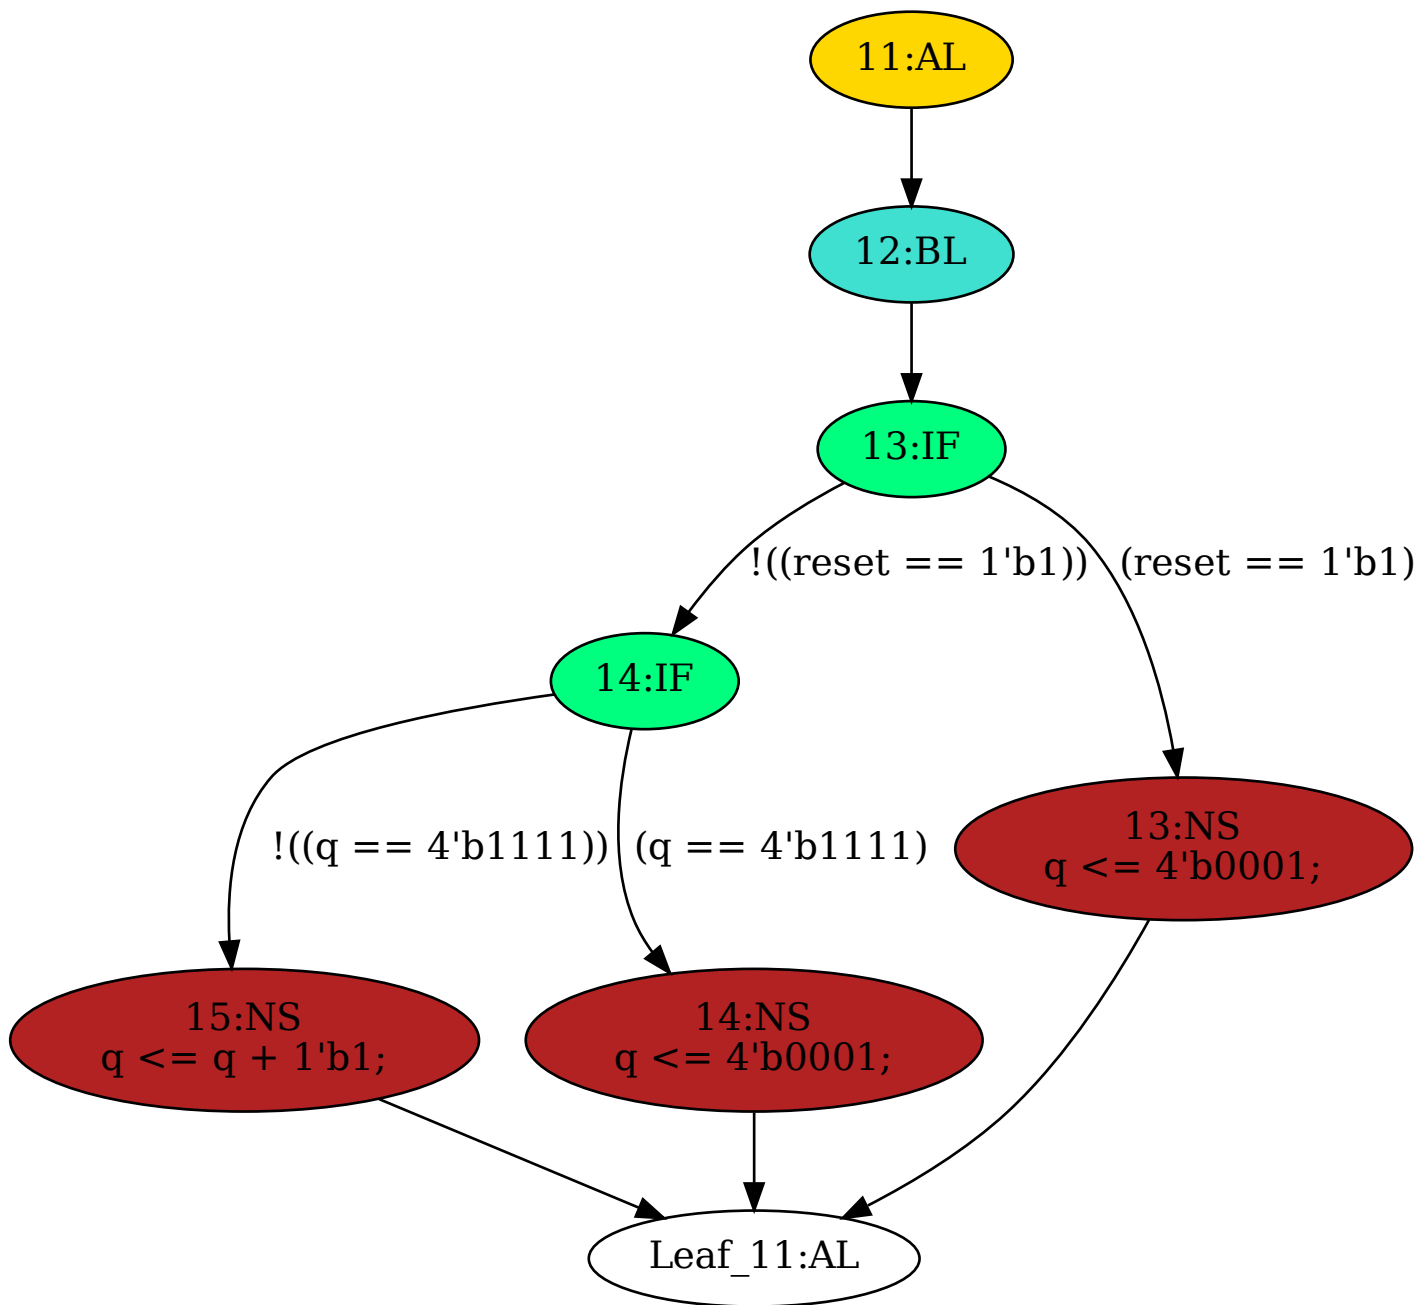 11:AL
12:BL
13:IF
!((reset == 1'b1))
(reset == 1'b1)
14:IF
!((q == 4'b1111))
(q == 4'b1111)
13:NS
q <= 4'b0001;
15:NS
q <= q + 1'b1;
14:NS
q <= 4'b0001;
Leaf_11:AL